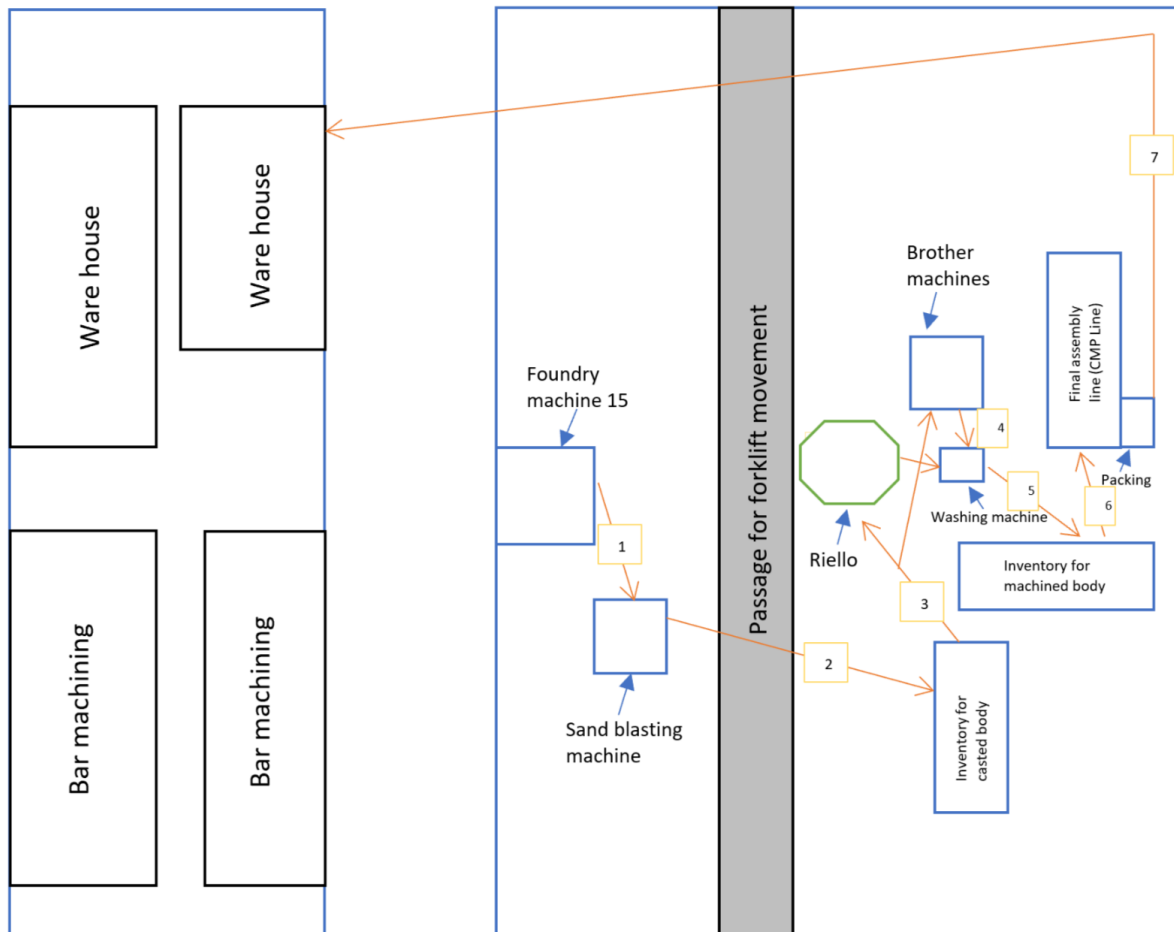 Ware house
Ware house
Bar machining
Bar machining
Foundry
machine 15
1
Sand blasting
machine
Passage for forklift movement
2
7
Brother
machines
Final assembly
line (CMP Line)
4
Packing
5
6
Washing machine
Riello
Inventory for
machined body
3
Inventory for
casted body